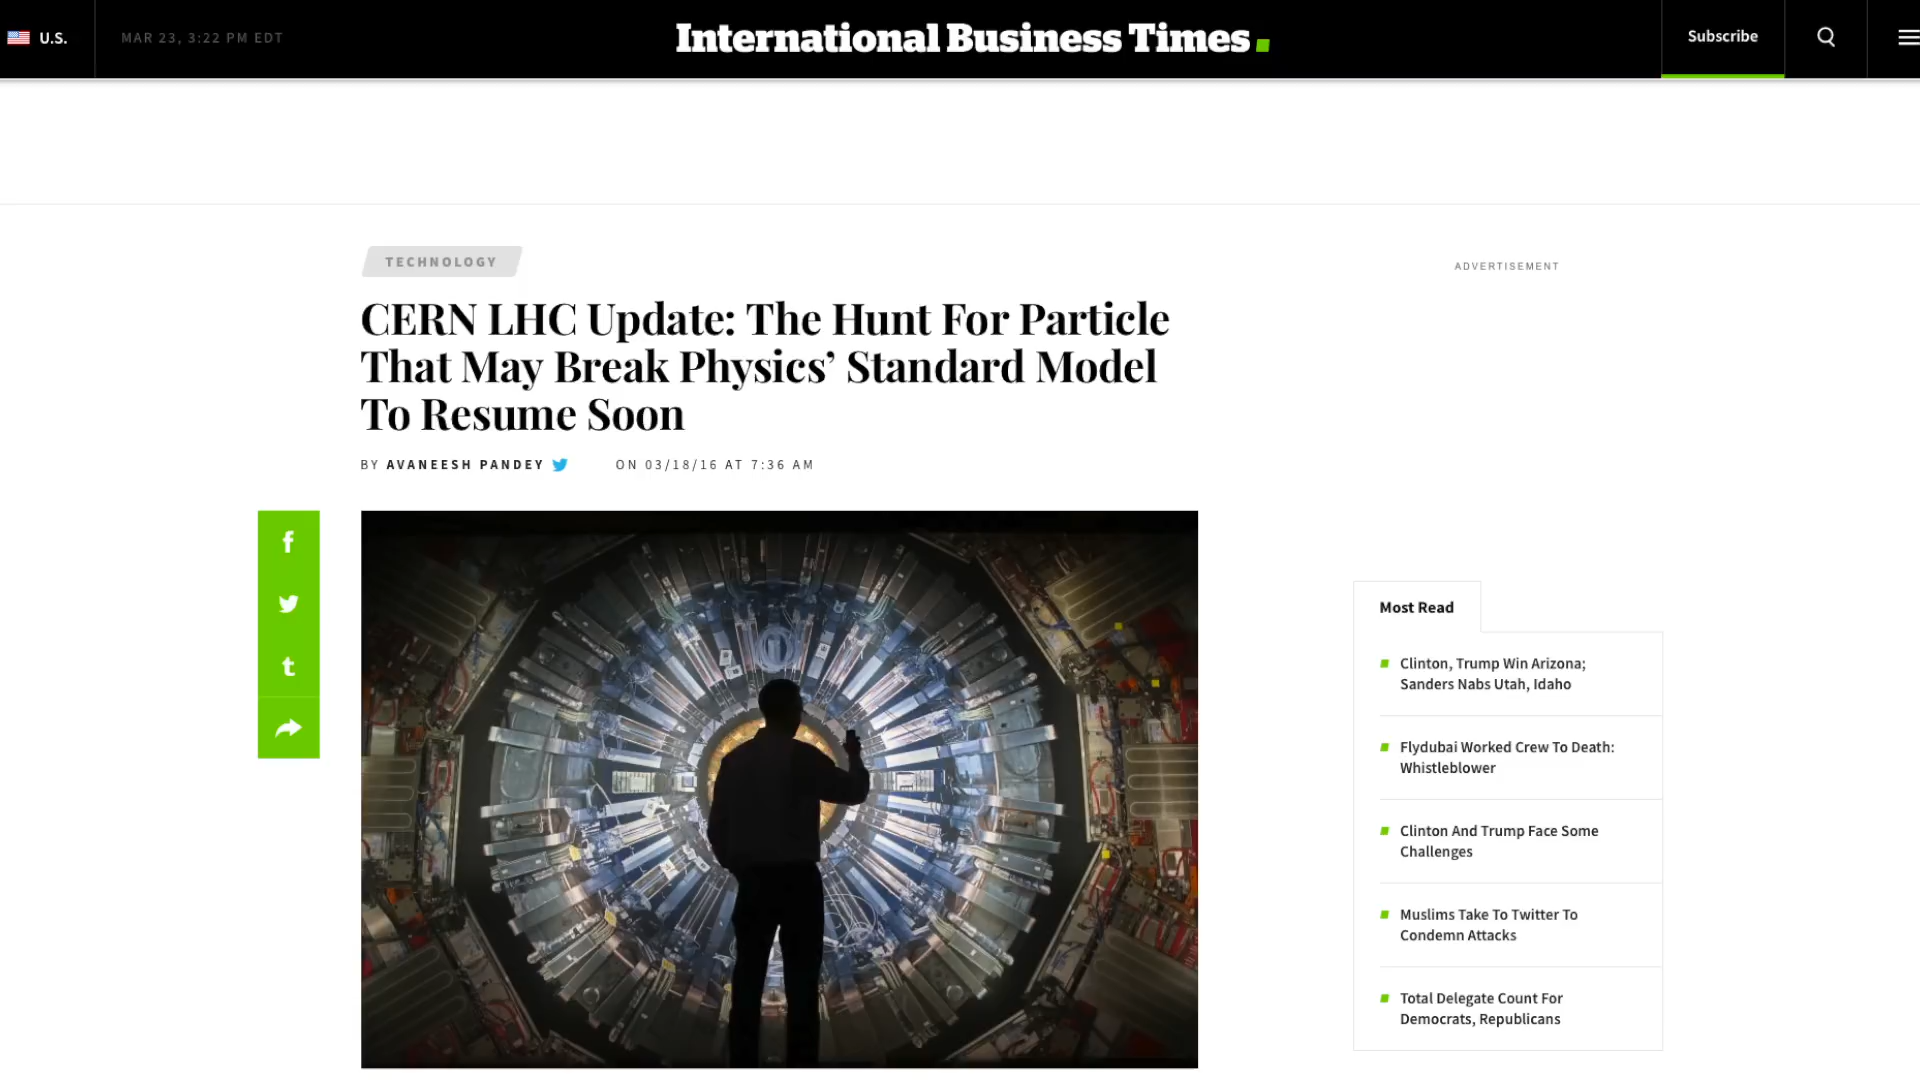 U.S.
MAR 23, 3:22 PM EDT
International Business Times
Subscribe
TECHNOLOGY
CERN LHC Update: The Hunt For Particle
That May Break Physics’ Standard Model
To Resume Soon
BY AVANEESH PANDEY ON 03/18/16 AT 7:36 AM
ADVERTISEMENT
Most Read
Clinton, Trump Win Arizona;
Sanders Nabs Utah, Idaho
Flydubai Worked Crew To Death:
Whistleblower
Clinton And Trump Face Some
Challenges
Muslims Take To Twitter To
Condemn Attacks
Total Delegate Count For
Democrats, Republicans